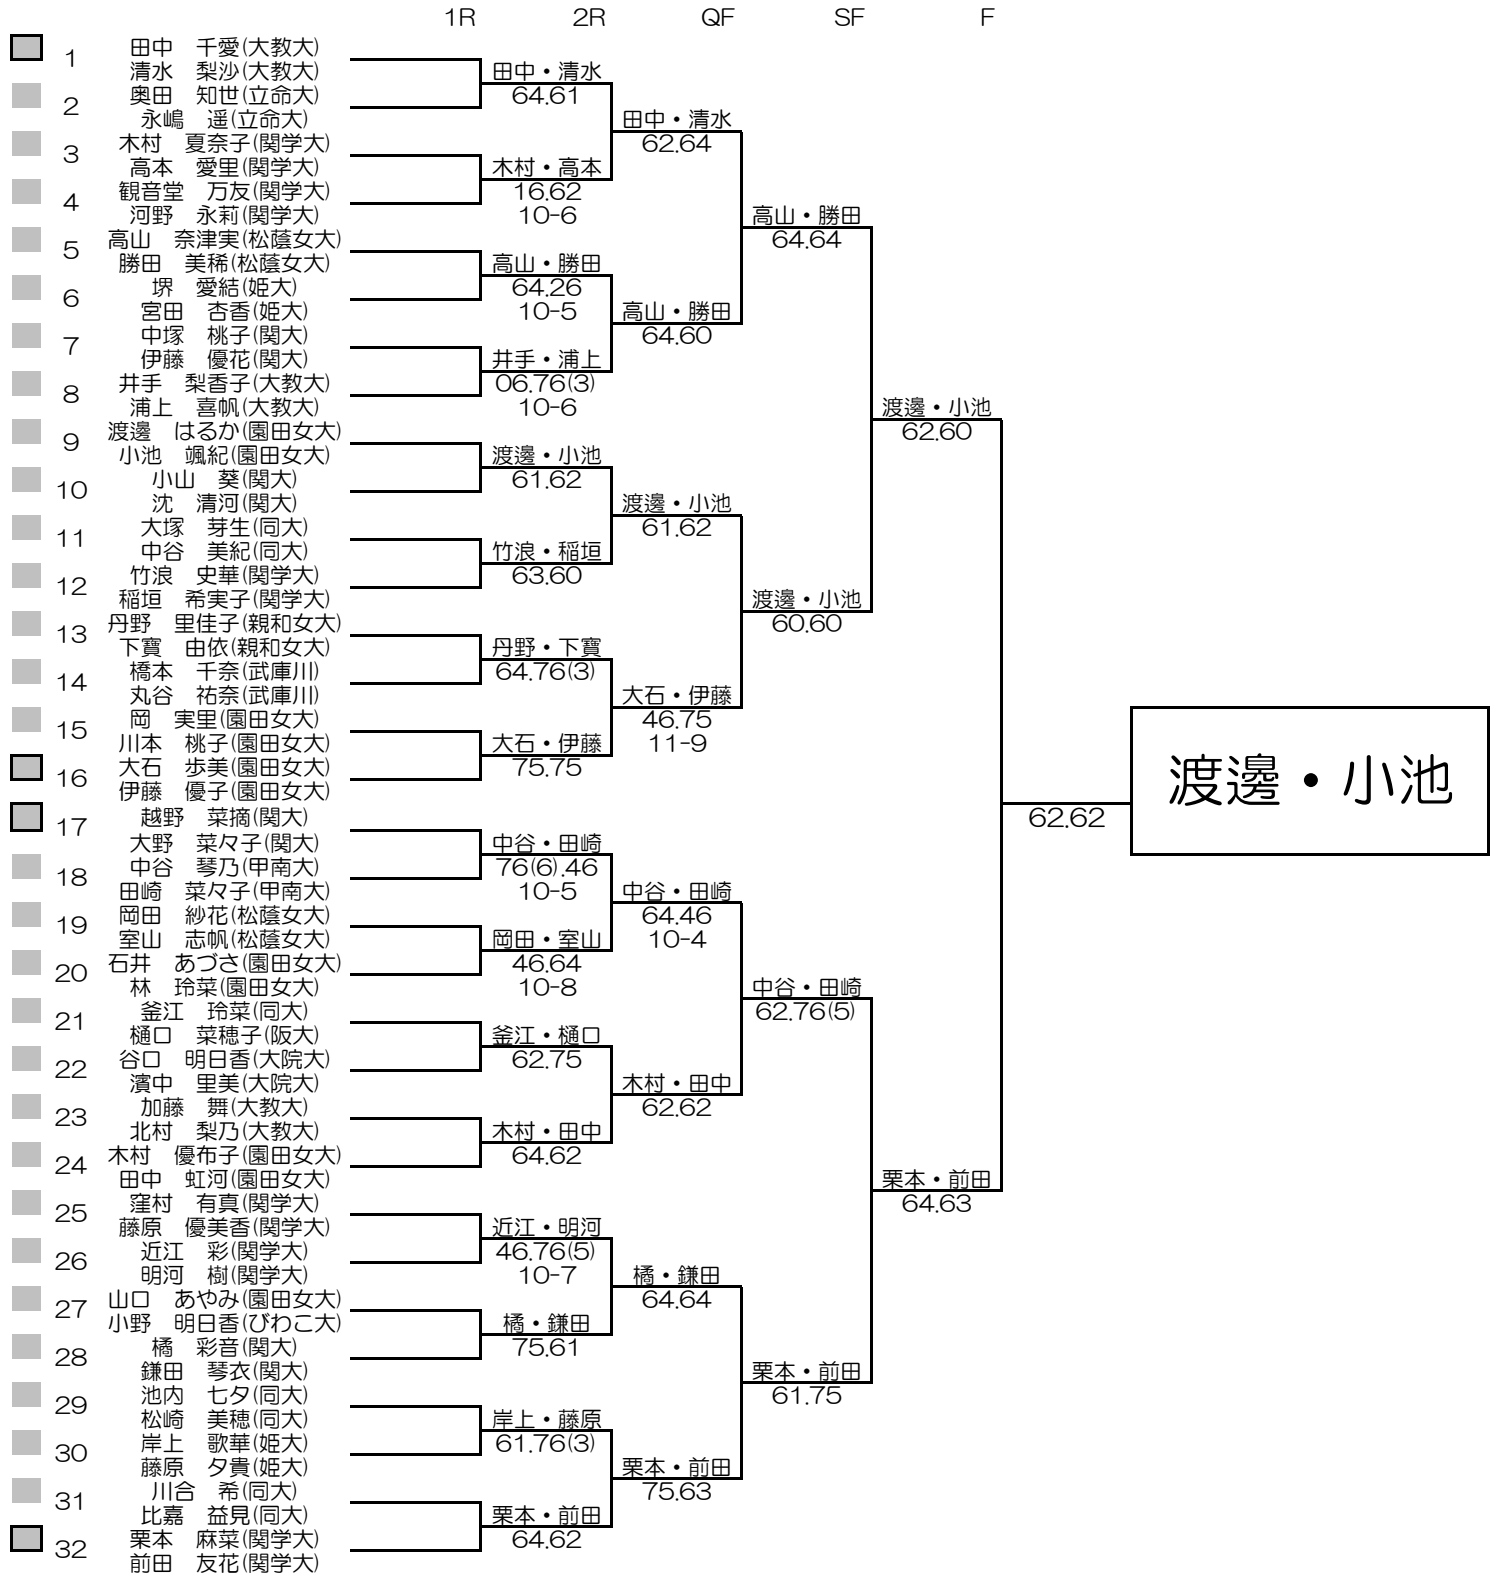 1R 2R QF SF F
1 田中　千愛(大教大)
清水　梨沙(大教大)
2 奥田　知世(立命大)
永嶋　遥(立命大)
3 木村　夏奈子(関学大)
高本　愛里(関学大)
4 観音堂　万友(関学大)
河野　永莉(関学大)
5 高山　奈津実(松蔭女大)
勝田　美稀(松蔭女大)
6 堺　愛結(姫大)
宮田　杏香(姫大)
7 中塚　桃子(関大)
伊藤　優花(関大)
8 井手　梨香子(大教大)
浦上　喜帆(大教大)
9 渡邊　はるか(園田女大)
小池　颯紀(園田女大)
10 小山　葵(関大)
沈　清河(関大)
11 大塚　芽生(同大)
中谷　美紀(同大)
12 竹浪　史華(関学大)
稲垣　希実子(関学大)
13 丹野　里佳子(親和女大)
下寶　由依(親和女大)
14 橋本　千奈(武庫川)
丸谷　祐奈(武庫川)
15 岡　実里(園田女大)
川本　桃子(園田女大)
16 大石　歩美(園田女大)
伊藤　優子(園田女大)
17 越野　菜摘(関大)
大野　菜々子(関大)
18 中谷　琴乃(甲南大)
田崎　菜々子(甲南大)
19 岡田　紗花(松蔭女大)
室山　志帆(松蔭女大)
20 石井　あづさ(園田女大)
林　玲菜(園田女大)
21 釜江　玲菜(同大)
樋口　菜穂子(阪大)
22 谷口　明日香(大院大)
濱中　里美(大院大)
23 加藤　舞(大教大)
北村　梨乃(大教大)
24 木村　優布子(園田女大)
田中　虹河(園田女大)
25 窪村　有真(関学大)
藤原　優美香(関学大)
26 近江　彩(関学大)
明河　樹(関学大)
27 山口　あやみ(園田女大)
小野　明日香(びわこ大)
28 橘　彩音(関大)
鎌田　琴衣(関大)
29 池内　七夕(同大)
松崎　美穂(同大)
30 岸上　歌華(姫大)
藤原　夕貴(姫大)
31 川合　希(同大)
比嘉　益見(同大)
32 栗本　麻菜(関学大)
前田　友花(関学大)
田中・清水
64.61
木村・高本
16.62
10-6
高山・勝田
64.26
10-5
井手・浦上
06.76(3)
10-6
渡邊・小池
61.62
竹浪・稲垣
63.60
丹野・下寶
64.76(3)
大石・伊藤
75.75
中谷・田崎
76(6).46
10-5
岡田・室山
46.64
10-8
釜江・樋口
62.75
木村・田中
64.62
近江・明河
46.76(5)
10-7
橘・鎌田
75.61
岸上・藤原
61.76(3)
栗本・前田
64.62
田中・清水
62.64
高山・勝田
64.60
渡邊・小池
61.62
大石・伊藤
46.75
11-9
中谷・田崎
64.46
10-4
木村・田中
62.62
橘・鎌田
64.64
栗本・前田
75.63
高山・勝田
64.64
渡邊・小池
60.60
中谷・田崎
62.76(5)
栗本・前田
61.75
渡邊・小池
62.60
栗本・前田
64.63
62.62
渡邊・小池